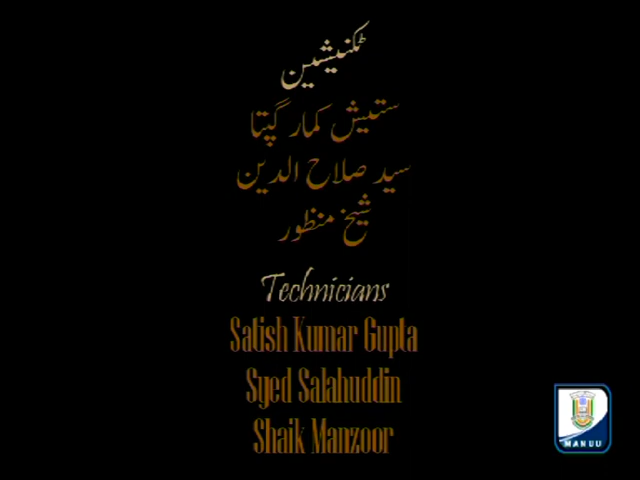 ٹکنیشین
ستیش کمار گپتا
سید صلاح الدین
شیخ منظور
Technicians
Satish Kumar Gupta
Syed Salahuddin
Shaik Manzoor
MANUU